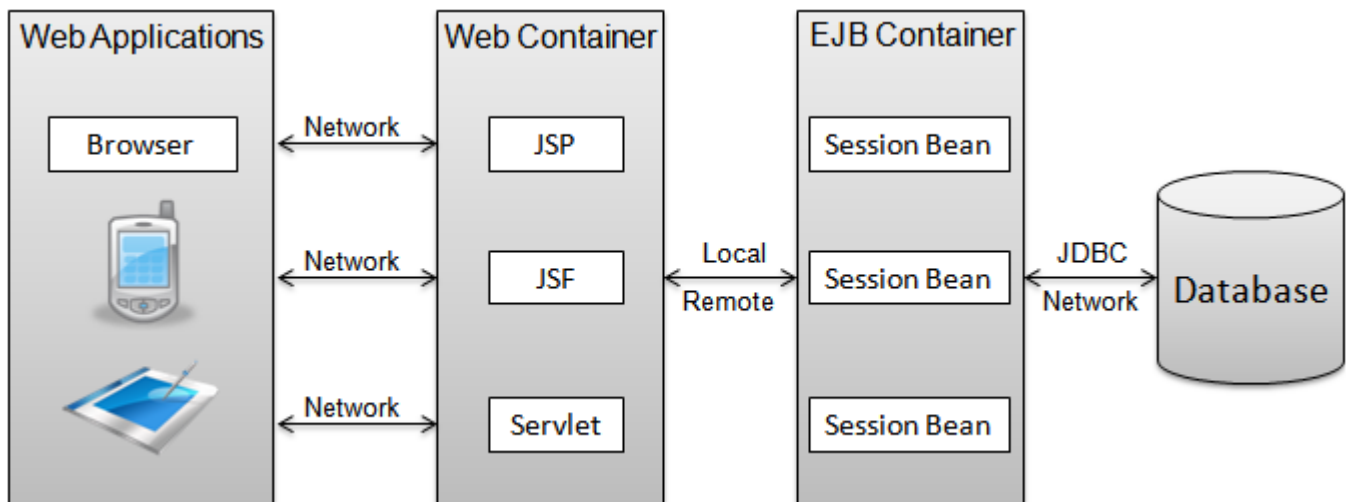 Web Applications
Web Container
EJB Container
Browser
Network
JSP
Session Bean
Network
JSF
Local
Remote
Session Bean
JDBC
Network
Database
Network
Servlet
Session Bean